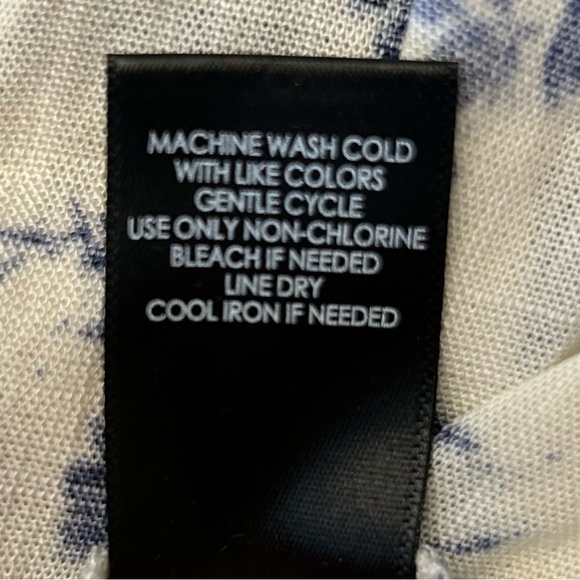 MACHINE WASH COLD
WITH LIKE COLORS
GENTLE CYCLE
USE ONLY NON-CHLORINE
BLEACH IF NEEDED
LINE DRY
COOL IRON IF NEEDED